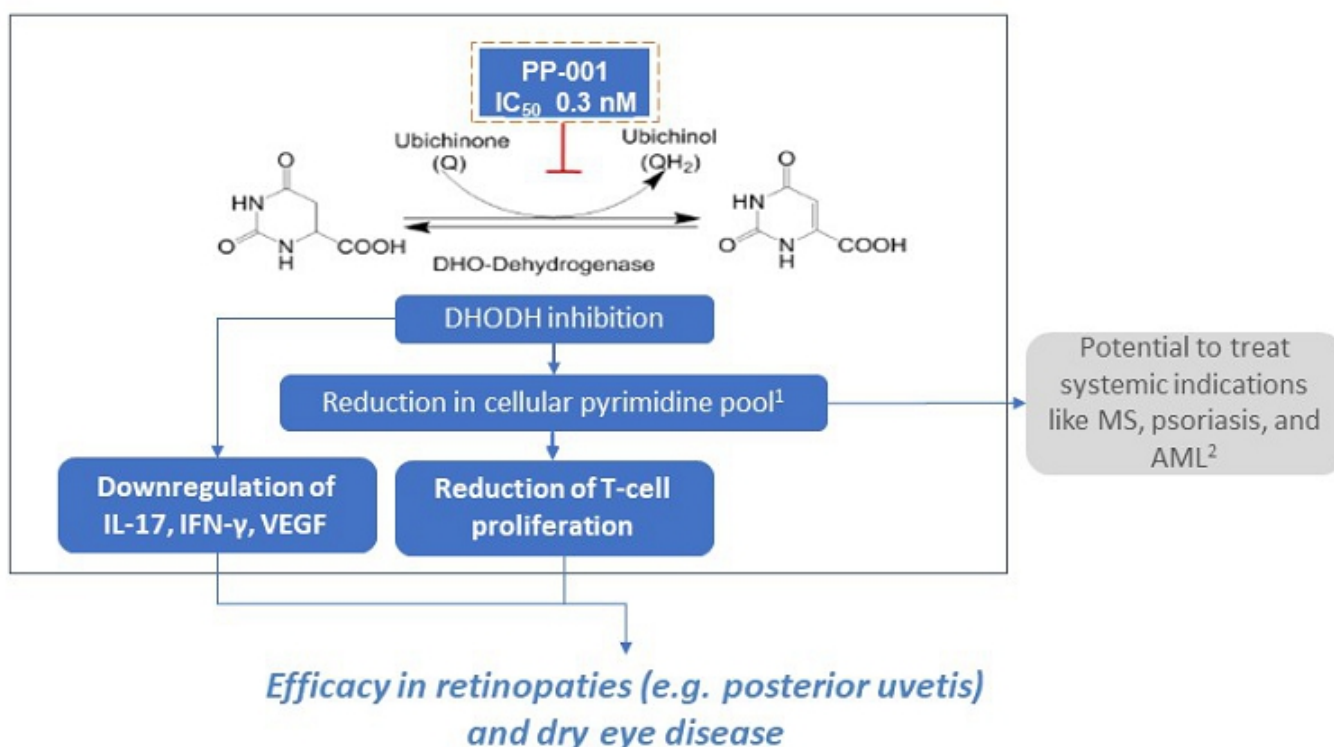 PP-001
IC₅₀ 0.3 nM
Ubichinone
(Q)
Ubichinol
(QH₂)
O
HN
O
N
H
COOH
O
HN
O
N
H
COOH
DHO-Dehydrogenase
DHODH inhibition
Reduction in cellular pyrimidine pool¹
Potential to treat
systemic indications
like MS, psoriasis, and
AML²
Downregulation of
IL-17, IFN-γ, VEGF
Reduction of T-cell
proliferation
Efficacy in retinopaties (e.g. posterior uvetis)
and dry eye disease